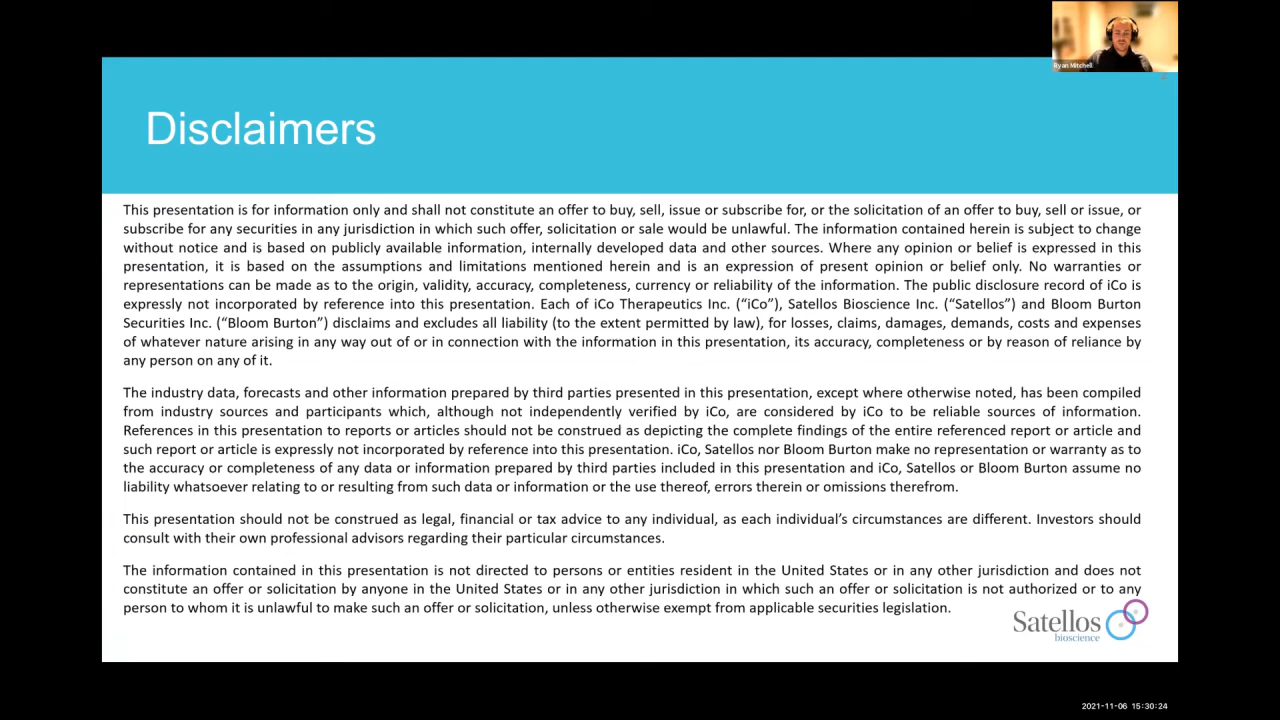 Ryan Mitchell
Disclaimers
This presentation is for information only and shall not constitute an offer to buy, sell, issue or subscribe for, or the solicitation of an offer to buy, sell or issue, or
subscribe for any securities in any jurisdiction in which such offer, solicitation or sale would be unlawful. The information contained herein is subject to change
without notice and is based on publicly available information, internally developed data and other sources. Where any opinion or belief is expressed in this
presentation, it is based on the assumptions and limitations mentioned herein and is an expression of present opinion or belief only. No warranties or
representations can be made as to the origin, validity, accuracy, completeness, currency or reliability of the information. The public disclosure record of iCo is
expressly not incorporated by reference into this presentation. Each of iCo Therapeutics Inc. (“iCo”), Satellos Bioscience Inc. (“Satellos”) and Bloom Burton
Securities Inc. (“Bloom Burton”) disclaims and excludes all liability (to the extent permitted by law), for losses, claims, damages, demands, costs and expenses
of whatever nature arising in any way out of or in connection with the information in this presentation, its accuracy, completeness or by reason of reliance by
any person on any of it.
The industry data, forecasts and other information prepared by third parties presented in this presentation, except where otherwise noted, has been compiled
from industry sources and participants which, although not independently verified by iCo, are considered by iCo to be reliable sources of information.
References in this presentation to reports or articles should not be construed as depicting the complete findings of the entire referenced report or article and
such report or article is expressly not incorporated by reference into this presentation. iCo, Satellos nor Bloom Burton make no representation or warranty as to
the accuracy or completeness of any data or information prepared by third parties included in this presentation and iCo, Satellos or Bloom Burton assume no
liability whatsoever relating to or resulting from such data or information or the use thereof, errors therein or omissions therefrom.
This presentation should not be construed as legal, financial or tax advice to any individual, as each individual’s circumstances are different. Investors should
consult with their own professional advisors regarding their particular circumstances.
The information contained in this presentation is not directed to persons or entities resident in the United States or in any other jurisdiction and does not
constitute an offer or solicitation by anyone in the United States or in any other jurisdiction in which such an offer or solicitation is not authorized or to any
person to whom it is unlawful to make such an offer or solicitation, unless otherwise exempt from applicable securities legislation.
Satellos
bioscience
2021-11-06 15:30:24